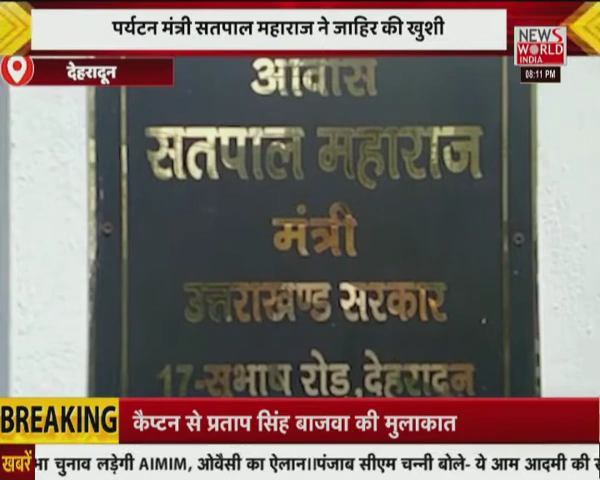 पर्यटन मंत्री सतपाल महाराज ने जाहिर की खुशी
NEWS
WORLD
INDIA
08:11 PM
देहरादून
आवास
सतपाल महाराज
मंत्री
उत्तराखण्ड सरकार
17-सुभाष रोड, देहरादून
BREAKING
कैप्टन से प्रताप सिंह बाजवा की मुलाकात
खबरें
चुनाव लड़ेगी AIMIM, ओवैसी का ऐलान।।पंजाब सीएम चन्नी बोले- ये आम आदमी की